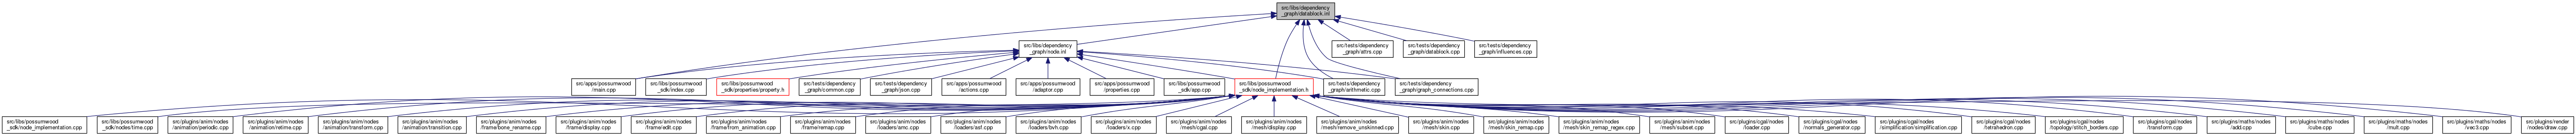 src/libs/dependency
_graph/datablock.inl
src/libs/dependency
_graph/node.inl
src/tests/dependency
_graph/attrs.cpp
src/tests/dependency
_graph/datablock.cpp
src/tests/dependency
_graph/influences.cpp
src/apps/possumwood
/main.cpp
src/libs/possumwood
_sdk/index.cpp
src/libs/possumwood
_sdk/properties/property.h
src/tests/dependency
_graph/common.cpp
src/tests/dependency
_graph/json.cpp
src/apps/possumwood
/actions.cpp
src/apps/possumwood
/adaptor.cpp
src/apps/possumwood
/properties.cpp
src/libs/possumwood
_sdk/app.cpp
src/libs/possumwood
_sdk/node_implementation.h
src/tests/dependency
_graph/arithmetic.cpp
src/tests/dependency
_graph/graph_connections.cpp
src/libs/possumwood
_sdk/node_implementation.cpp
src/libs/possumwood
_sdk/nodes/time.cpp
src/plugins/anim/nodes
/animation/periodic.cpp
src/plugins/anim/nodes
/animation/retime.cpp
src/plugins/anim/nodes
/animation/transform.cpp
src/plugins/anim/nodes
/animation/transition.cpp
src/plugins/anim/nodes
/frame/bone_rename.cpp
src/plugins/anim/nodes
/frame/display.cpp
src/plugins/anim/nodes
/frame/edit.cpp
src/plugins/anim/nodes
/frame/from_animation.cpp
src/plugins/anim/nodes
/frame/remap.cpp
src/plugins/anim/nodes
/loaders/amc.cpp
src/plugins/anim/nodes
/loaders/asf.cpp
src/plugins/anim/nodes
/loaders/bvh.cpp
src/plugins/anim/nodes
/loaders/x.cpp
src/plugins/anim/nodes
/mesh/cgal.cpp
src/plugins/anim/nodes
/mesh/display.cpp
src/plugins/anim/nodes
/mesh/remove_unskinned.cpp
src/plugins/anim/nodes
/mesh/skin.cpp
src/plugins/anim/nodes
/mesh/skin_remap.cpp
src/plugins/anim/nodes
/mesh/skin_remap_regex.cpp
src/plugins/anim/nodes
/mesh/subset.cpp
src/plugins/cgal/nodes
/loader.cpp
src/plugins/cgal/nodes
/normals_generator.cpp
src/plugins/cgal/nodes
/simplification/simplification.cpp
src/plugins/cgal/nodes
/tetrahedron.cpp
src/plugins/cgal/nodes
/topology/stitch_borders.cpp
src/plugins/cgal/nodes
/transform.cpp
src/plugins/maths/nodes
/add.cpp
src/plugins/maths/nodes
/cube.cpp
src/plugins/maths/nodes
/mult.cpp
src/plugins/maths/nodes
/vec3.cpp
src/plugins/render
/nodes/draw.cpp